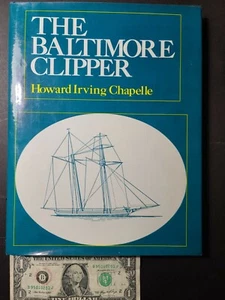 THE
BALTIMORE
CLIPPER
Howard Irving Chapelle